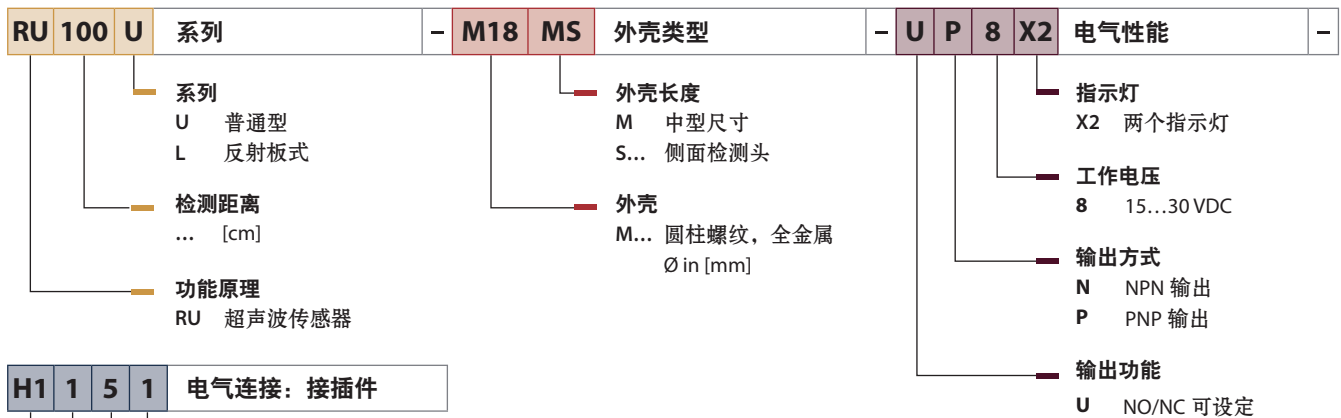 RU 100 U 系列 – M18 MS 外壳类型 – U P 8 X2 电气性能 –
系列
U 普通型
L 反射板式
检测距离
... [cm]
功能原理
RU 超声波传感器
外壳长度
M 中型尺寸
S... 侧面检测头
外壳
M... 圆柱螺纹，全金属
Ø in [mm]
指示灯
X2 两个指示灯
工作电压
8 15...30 VDC
输出方式
N NPN 输出
P PNP 输出
输出功能
U NO/NC 可设定
H1 1 5 1 电气连接：接插件